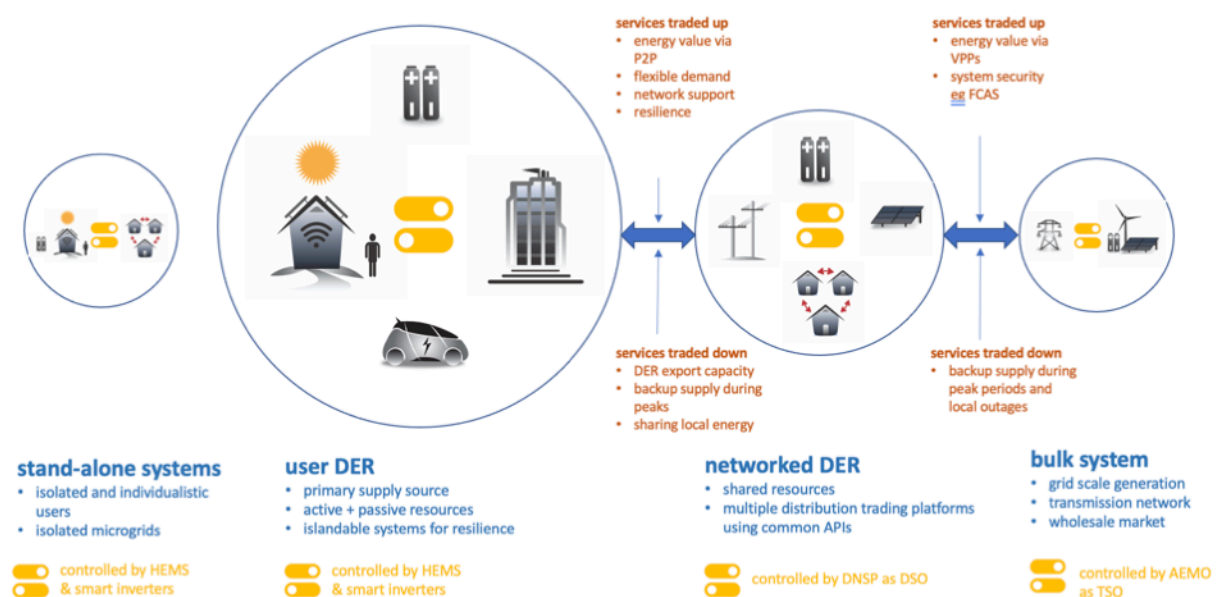 services traded up
• energy value via
P2P
• flexible demand
• network support
• resilience
services traded up
• energy value via
VPPs
• system security
eg FCAS
services traded down
• DER export capacity
• backup supply during
peaks
• sharing local energy
services traded down
• backup supply during
peak periods and
local outages
stand-alone systems
• isolated and individualistic
users
• isolated microgrids
user DER
• primary supply source
• active + passive resources
• islandable systems for resilience
networked DER
• shared resources
• multiple distribution trading platforms
using common APIs
bulk system
• grid scale generation
• transmission network
• wholesale market
controlled by HEMS
& smart inverters
controlled by HEMS
& smart inverters
controlled by DNSP as DSO
controlled by AEMO
as TSO